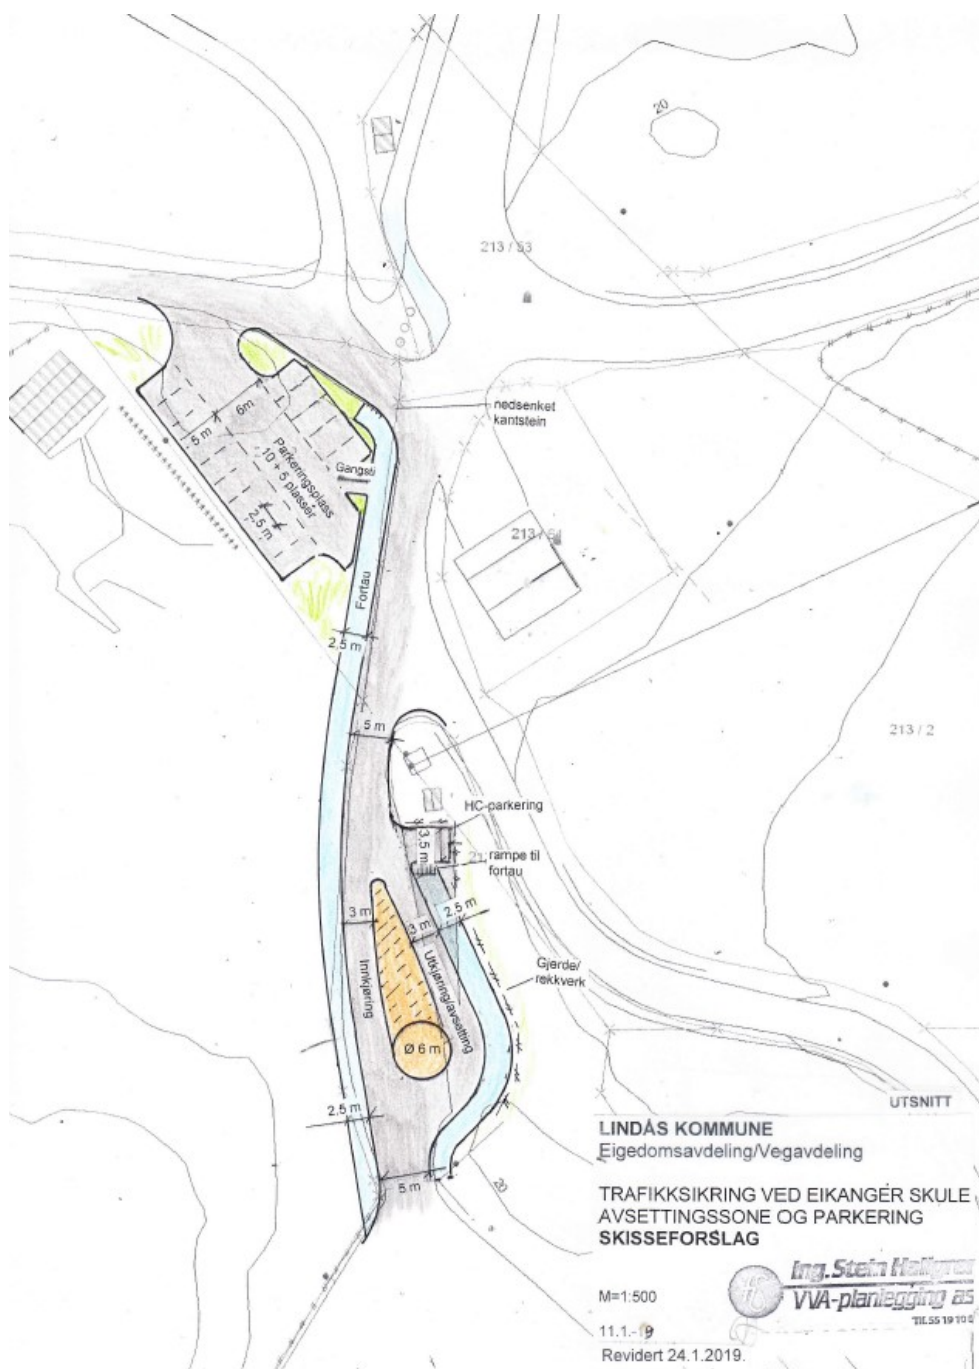 20
213 / 53
nedsenket
kantstein
6m
5 m
Parkeringsplass
10 + 5 plasser
2,5 m
Gangsti
213 / 61
Fortau
2,5 m
5 m
213 / 2
HC-parkering
3,5 m
rampe til
fortau
2,5 m
3 m
3 m
Gjerde/
rekkverk
Innkjøring
Utkjøring/avsetting
Ø 6 m
2,5 m
5 m
20
UTSNITT
LINDÅS KOMMUNE
Eigedomsavdeling/Vegavdeling
TRAFIKKSIKRING VED EIKANGER SKULE
AVSETTINGSSONE OG PARKERING
SKISSEFORSLAG
Ing. Stein
VVA-planlegging as
M=1:500
11.1.-19
Revidert 24.1.2019.